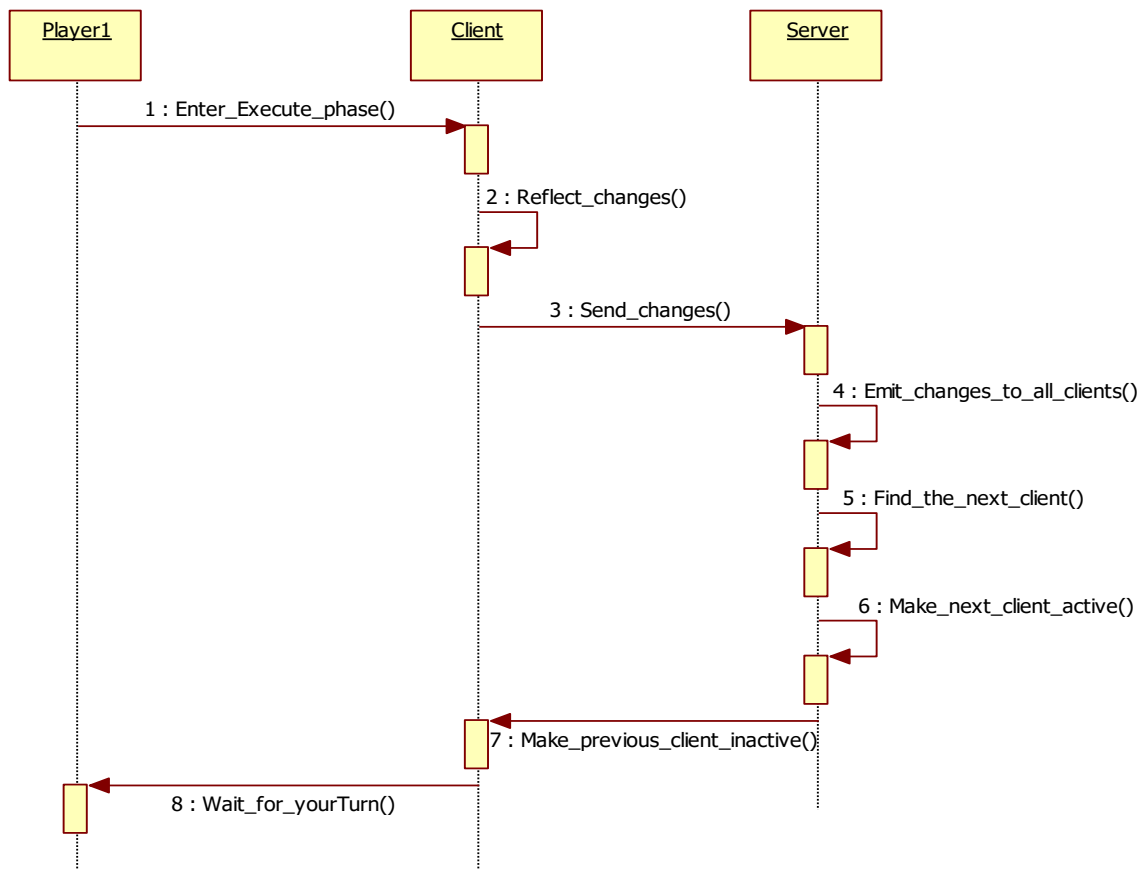 Player1
Client
Server
1 : Enter_Execute_phase()
2 : Reflect_changes()
3 : Send_changes()
4 : Emit_changes_to_all_clients()
5 : Find_the_next_client()
6 : Make_next_client_active()
7 : Make_previous_client_inactive()
8 : Wait_for_yourTurn()